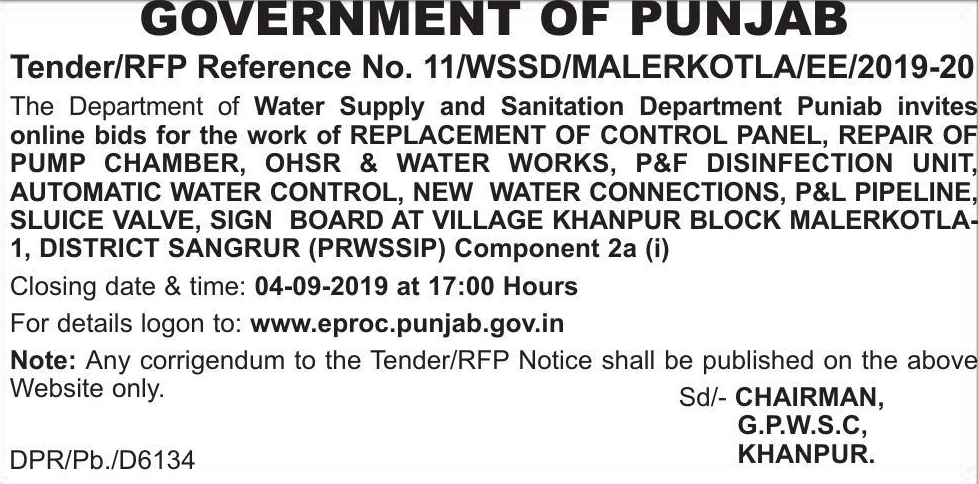 GOVERNMENT OF PUNJAB
Tender/RFP Reference No. 11/WSSD/MALERKOTLA/EE/2019-20
The Department of Water Supply and Sanitation Department Puniab invites
online bids for the work of REPLACEMENT OF CONTROL PANEL, REPAIR OF
PUMP CHAMBER, OHSR & WATER WORKS, P&F DISINFECTION UNIT,
AUTOMATIC WATER CONTROL, NEW WATER CONNECTIONS, P&L PIPELINE,
SLUICE VALVE, SIGN BOARD AT VILLAGE KHANPUR BLOCK MALERKOTLA-
1, DISTRICT SANGRUR (PRWSSIP) Component 2a (i)
Closing date & time: 04-09-2019 at 17:00 Hours
For details logon to: www.eproc.punjab.gov.in
Note: Any corrigendum to the Tender/RFP Notice shall be published on the above
Website only.
Sd/- CHAIRMAN,
G.P.W.S.C,
KHANPUR.
DPR/Pb./D6134